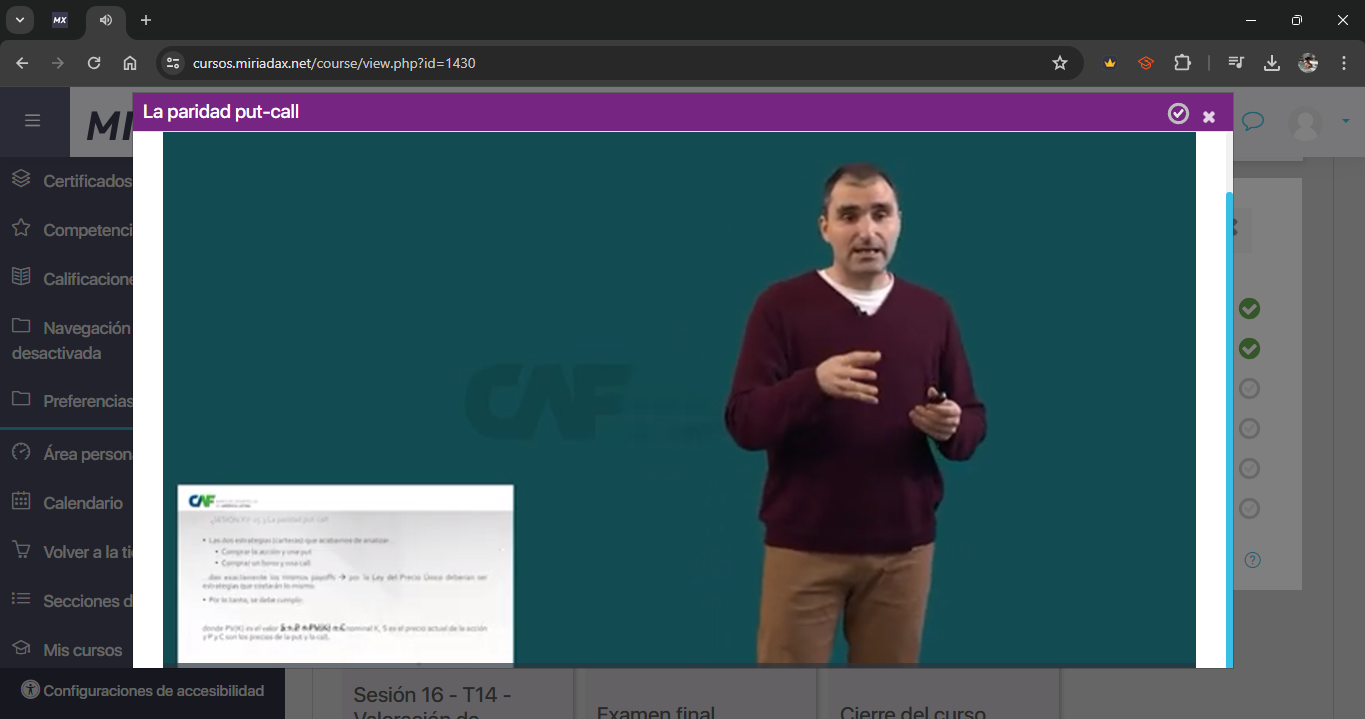 MX
cursos.miriadax.net/course/view.php?id=1430
La paridad put-call
MI
Certificados
Competenci
Calificacione
Navegación
desactivada
Preferencias
Área person
Calendario
Volver a la ti
Secciones d
Mis cursos
Configuraciones de accesibilidad
CAF
CAF
SESIÓN XV 15.3 La paridad put-call
• Las dos estrategias (carteras) que acabamos de analizar
• Comprar la acción y una put
• Comprar un bono y una call
...dan exactamente los mismos payoffs → por la Ley del Precio Único deberían ser
estrategias que costarán lo mismo.
• Por lo tanto, se debe cumplir:
S + P = PV(K) + C
donde PV(K) es el valor nominal K, S es el precio actual de la acción
y P y C son los precios de la put y la call.
Sesión 16 - T14 -
Valoración de
Examen final
Cierre del curso